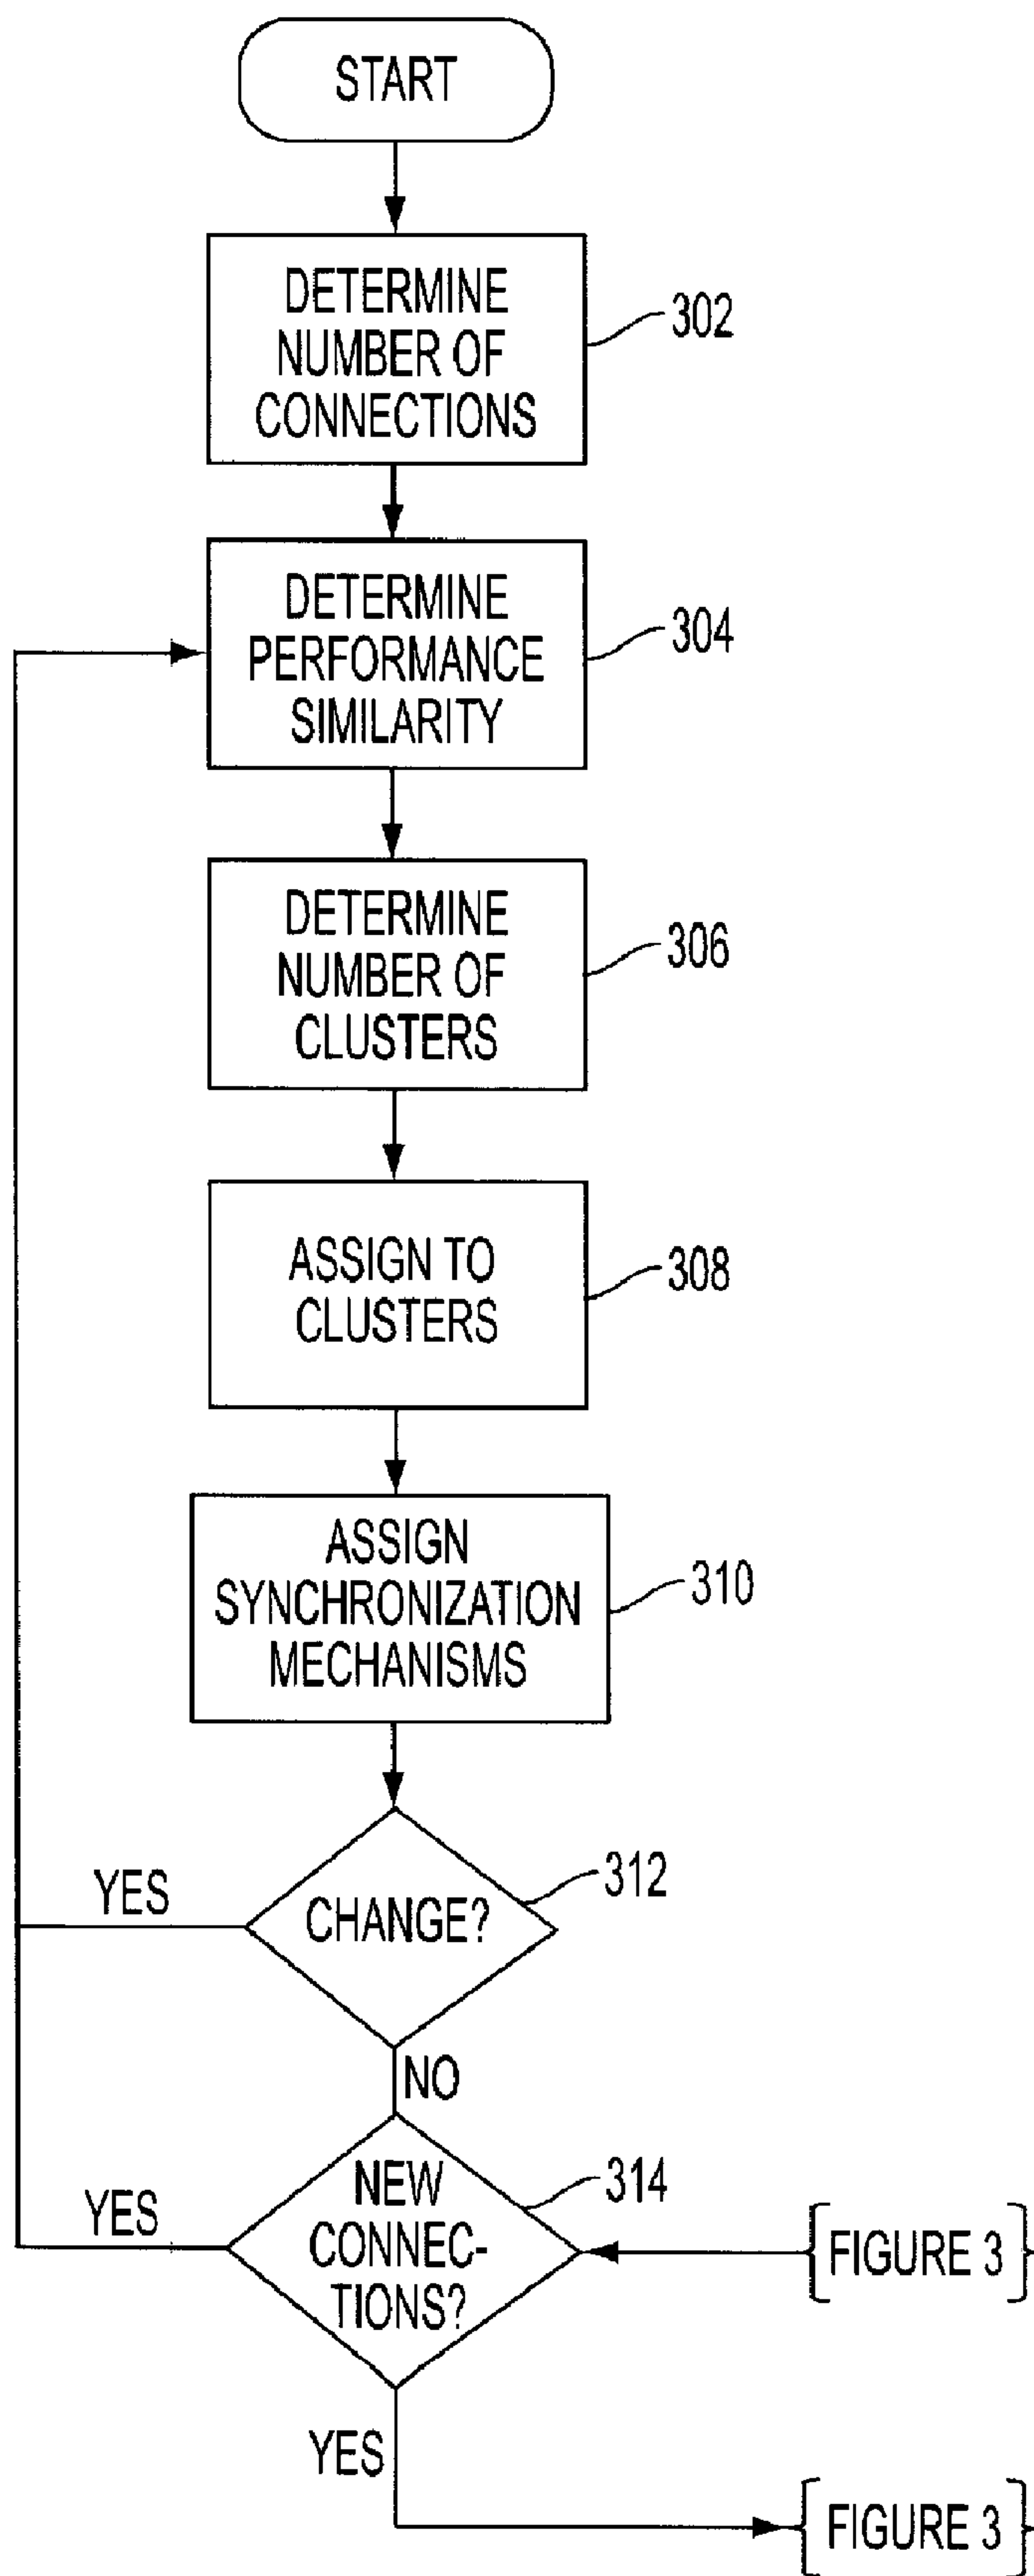 START
DETERMINE
NUMBER OF
CONNECTIONS
302
DETERMINE
PERFORMANCE
SIMILARITY
304
DETERMINE
NUMBER OF
CLUSTERS
306
ASSIGN TO
CLUSTERS
308
ASSIGN
SYNCHRONIZATION
MECHANISMS
310
CHANGE?
312
YES
NO
NEW
CONNEC-
TIONS?
314
YES
FIGURE 3
YES
FIGURE 3